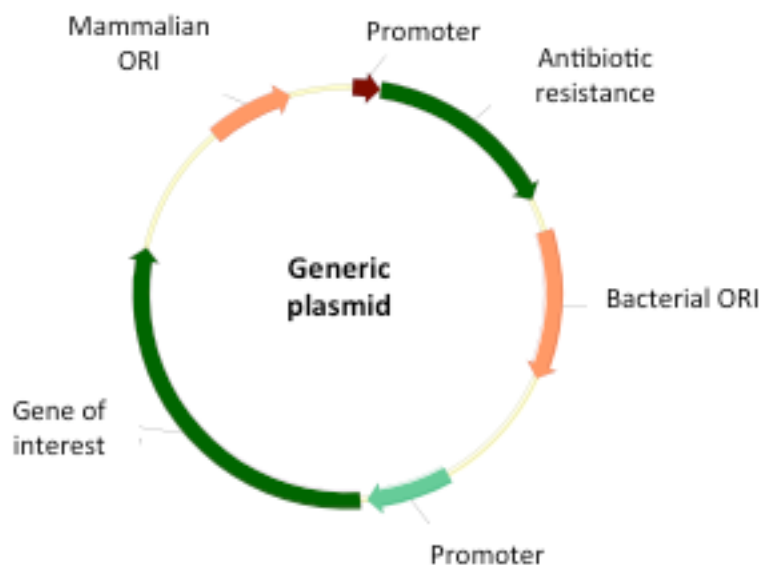 Mammalian
ORI
Promoter
Antibiotic
resistance
Generic
plasmid
Bacterial ORI
Gene of
interest
Promoter